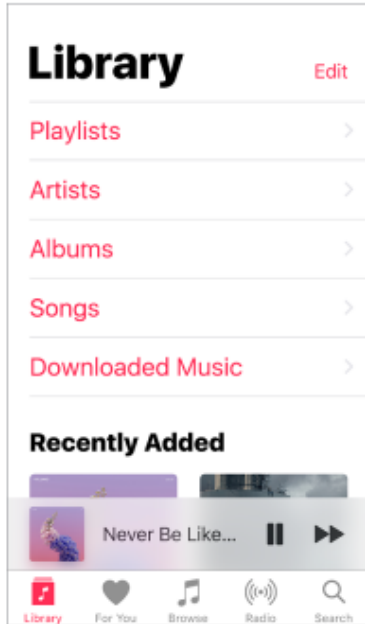 Library
Edit
Playlists
Artists
Albums
Songs
Downloaded Music
Recently Added
Never Be Like...
Library For You Browse Radio Search